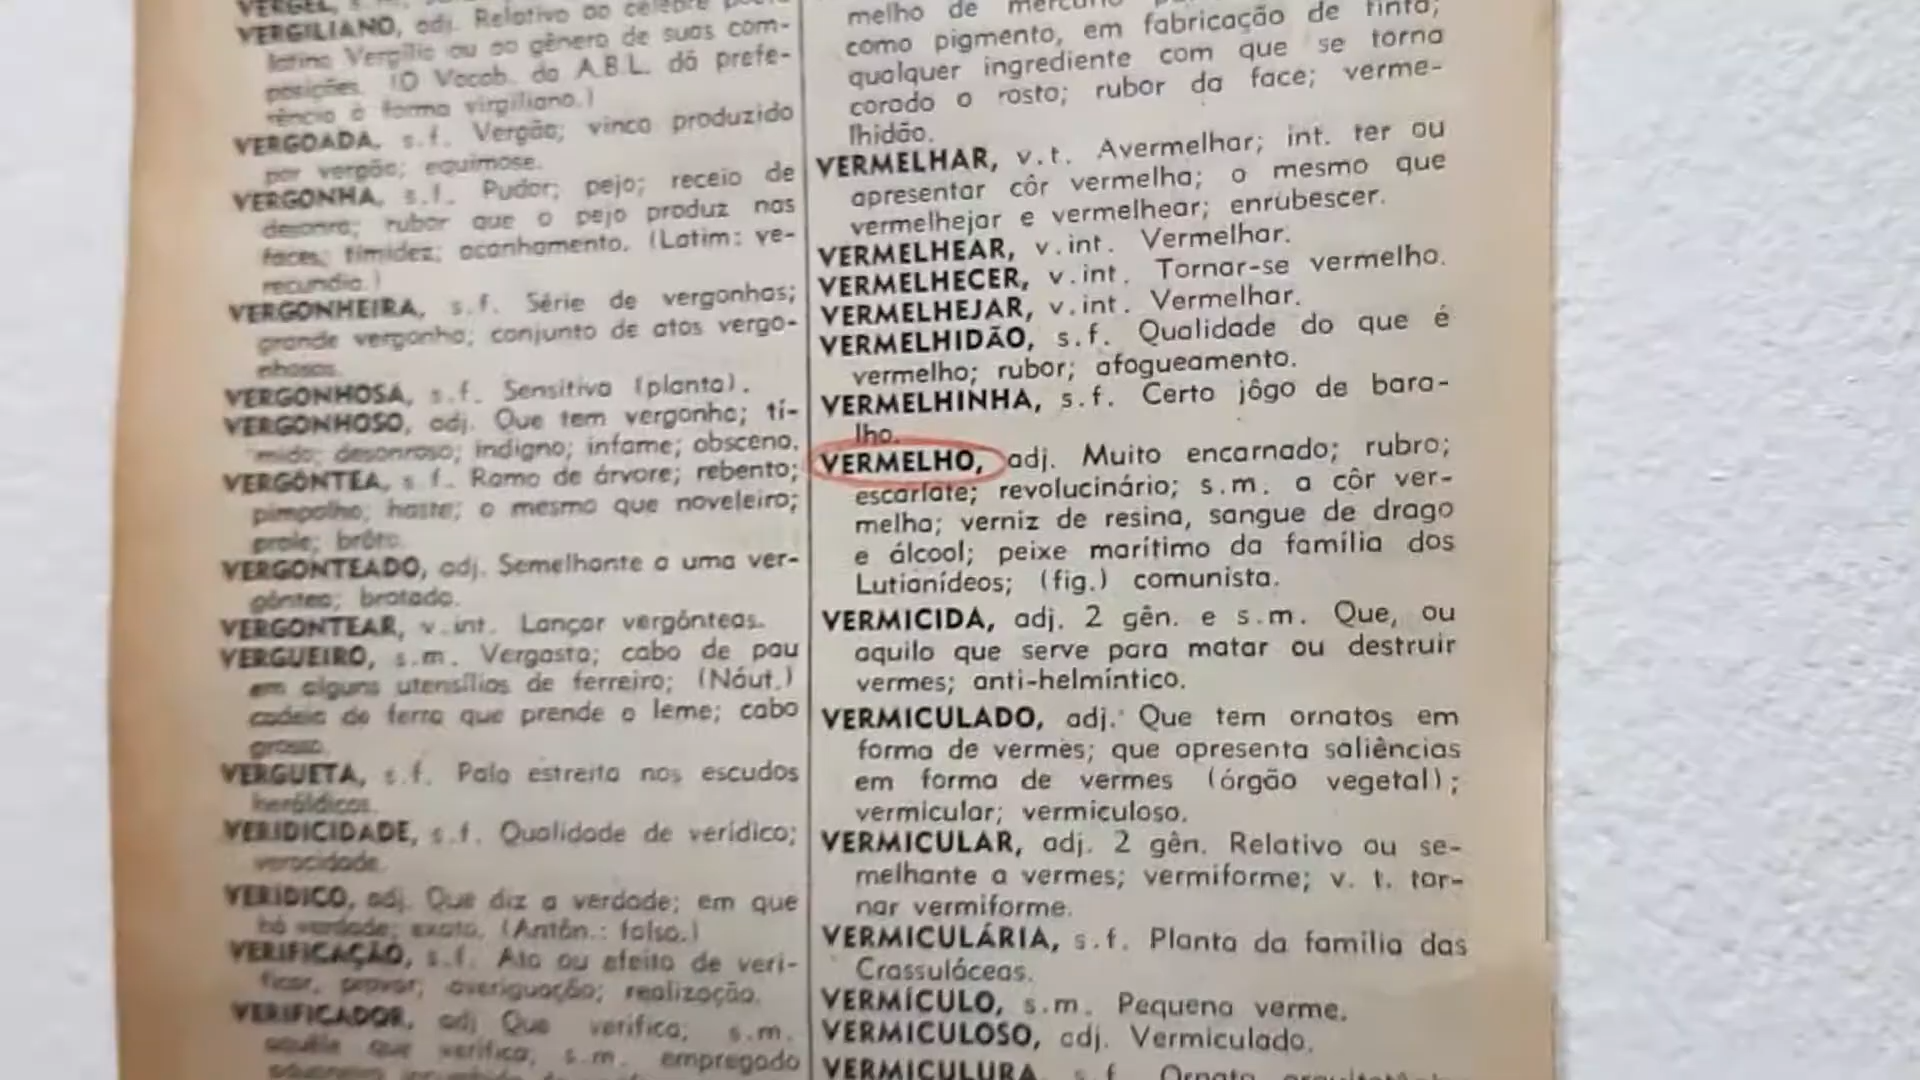 VERGEL, s.m.
VERGILIANO, adj. Relativo ao célebre poeta
latino Vergílio ou ao gênero de suas com-
posições. (O Vocab. da A.B.L. dá prefe-
rência à forma virgiliano.)
VERGOADA, s.f. Vergão; vinco produzido
por vergão; equimose.
VERGONHA, s.f. Pudor; pejo; receio de
desonra; rubor que o pejo produz nas
faces; timidez; acanhamento. (Latim: ve-
recundia.)
VERGONHEIRA, s.f. Série de vergonhas;
grande vergonha; conjunto de atos vergo-
nhosos.
VERGONHOSA, s.f. Sensitiva (planta).
VERGONHOSO, adj. Que tem vergonha; tí-
mido; desonroso; indigno; infame; obsceno.
VERGÔNTEA, s.f. Ramo de árvore; rebento;
pimpolho; haste; o mesmo que noveleiro;
prole; brôto.
VERGONTEADO, adj. Semelhante a uma ver-
gôntea; brotado.
VERGONTEAR, v.int. Lançar vergônteas.
VERGUEIRO, s.m. Vergasta; cabo de pau
em alguns utensílios de ferreiro; (Náut.)
cadeia de ferro que prende o leme; cabo
grosso.
VERGUETA, s.f. Pala estreita nos escudos
heráldicos.
VERIDICIDADE, s.f. Qualidade de verídico;
veracidade.
VERÍDICO, adj. Que diz a verdade; em que
há verdade; exato. (Antôn.: falso.)
VERIFICAÇÃO, s.f. Ato ou efeito de veri-
ficar, provar; averiguação; realização.
VERIFICADOR, adj Que verifica; s.m.
aquêle que verifica; s.m. empregado
melho de mercúrio
como pigmento, em fabricação de tinta;
qualquer ingrediente com que se torna
corado o rosto; rubor da face; verme-
lhidão.
VERMELHAR, v.t. Avermelhar; int. ter ou
apresentar côr vermelha; o mesmo que
vermelhejar e vermelhear; enrubescer.
VERMELHEAR, v.int. Vermelhar.
VERMELHECER, v.int. Tornar-se vermelho.
VERMELHEJAR, v.int. Vermelhar.
VERMELHIDÃO, s.f. Qualidade do que é
vermelho; rubor; afogueamento.
VERMELHINHA, s.f. Certo jôgo de bara-
lho.
VERMELHO, adj. Muito encarnado; rubro;
escarlate; revolucinário; s.m. a côr ver-
melha; verniz de resina, sangue de drago
e álcool; peixe marítimo da família dos
Lutianídeos; (fig.) comunista.
VERMICIDA, adj. 2 gên. e s.m. Que, ou
aquilo que serve para matar ou destruir
vermes; anti-helmíntico.
VERMICULADO, adj. Que tem ornatos em
forma de vermes; que apresenta saliências
em forma de vermes (órgão vegetal);
vermicular; vermiculoso.
VERMICULAR, adj. 2 gên. Relativo ou se-
melhante a vermes; vermiforme; v. t. tor-
nar vermiforme.
VERMICULÁRIA, s.f. Planta da família das
Crassuláceas.
VERMÍCULO, s.m. Pequeno verme.
VERMICULOSO, adj. Vermiculado.
VERMICULURA, s.f. Ornato